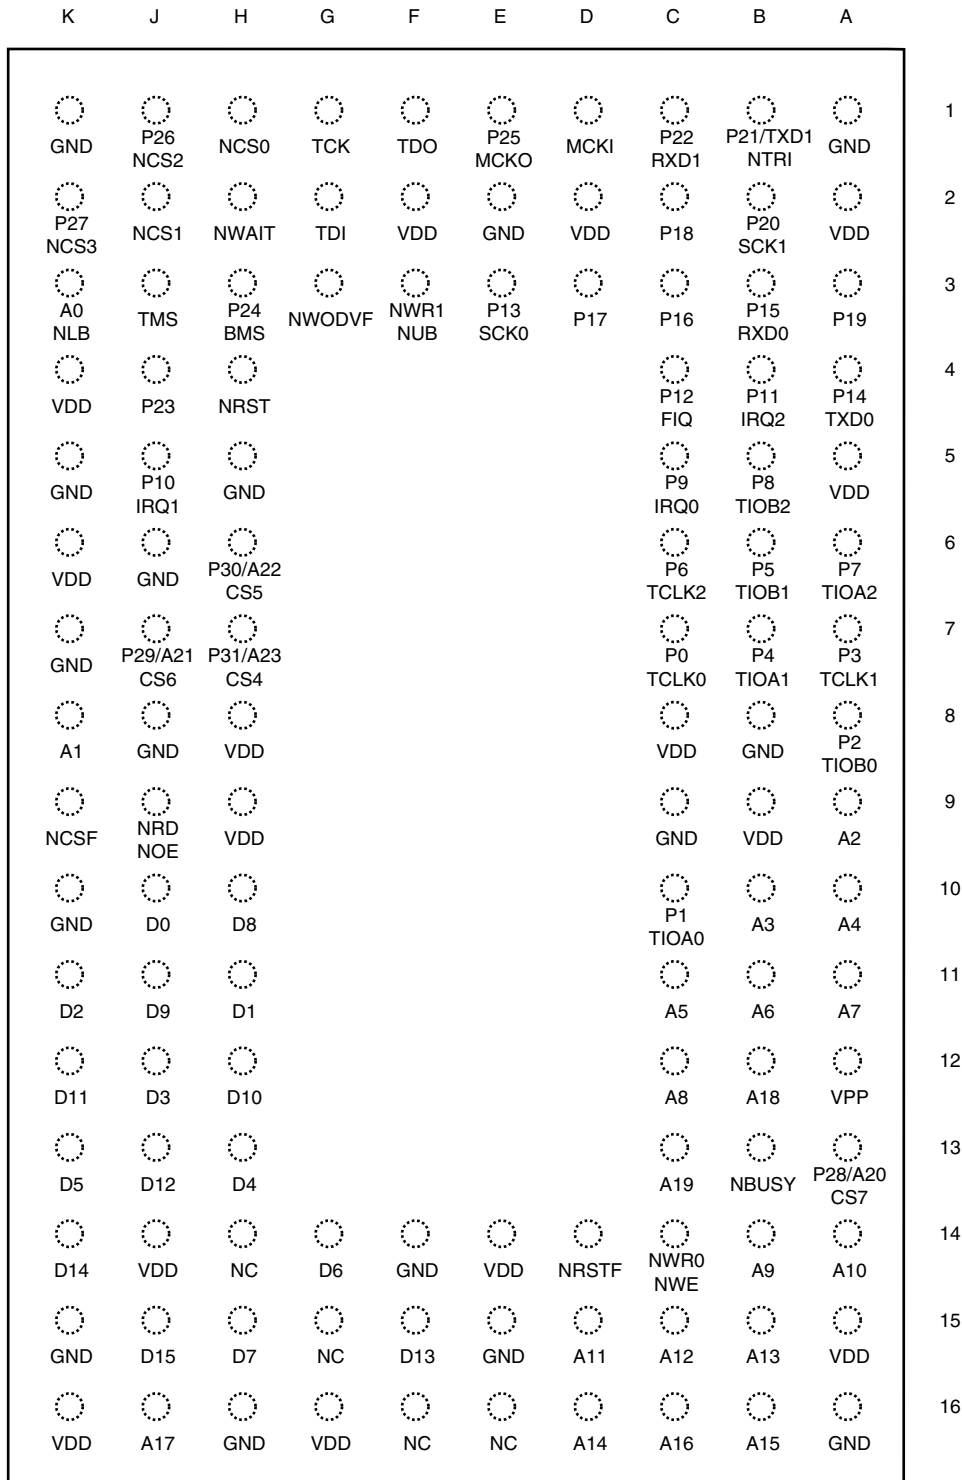 K J H G F E D C B A
1
GND P26 NCS0 TCK TDO P25 MCKI P22 P21/TXD1 GND
NCS2 MCKO RXD1 NTRI
2
P27 NCS1 NWAIT TDI VDD GND VDD P18 P20 VDD
NCS3 SCK1
3
A0 TMS P24 NWODVF NWR1 P13 P17 P16 P15 P19
NLB BMS NUB SCK0 RXD0
4
VDD P23 NRST P12 P11 P14
FIQ IRQ2 TXD0
5
GND P10 GND P9 P8 VDD
IRQ1 IRQ0 TIOB2
6
VDD GND P30/A22 P6 P5 P7
CS5 TCLK2 TIOB1 TIOA2
7
GND P29/A21 P31/A23 P0 P4 P3
CS6 CS4 TCLK0 TIOA1 TCLK1
8
A1 GND VDD VDD GND P2
TIOB0
9
NCSF NRD VDD GND VDD A2
NOE
10
GND D0 D8 P1 A3 A4
TIOA0
11
D2 D9 D1 A5 A6 A7
12
D11 D3 D10 A8 A18 VPP
13
D5 D12 D4 A19 NBUSY P28/A20
CS7
14
D14 VDD NC D6 GND VDD NRSTF NWR0 A9 A10
NWE
15
GND D15 D7 NC D13 GND A11 A12 A13 VDD
16
VDD A17 GND VDD NC NC A14 A16 A15 GND